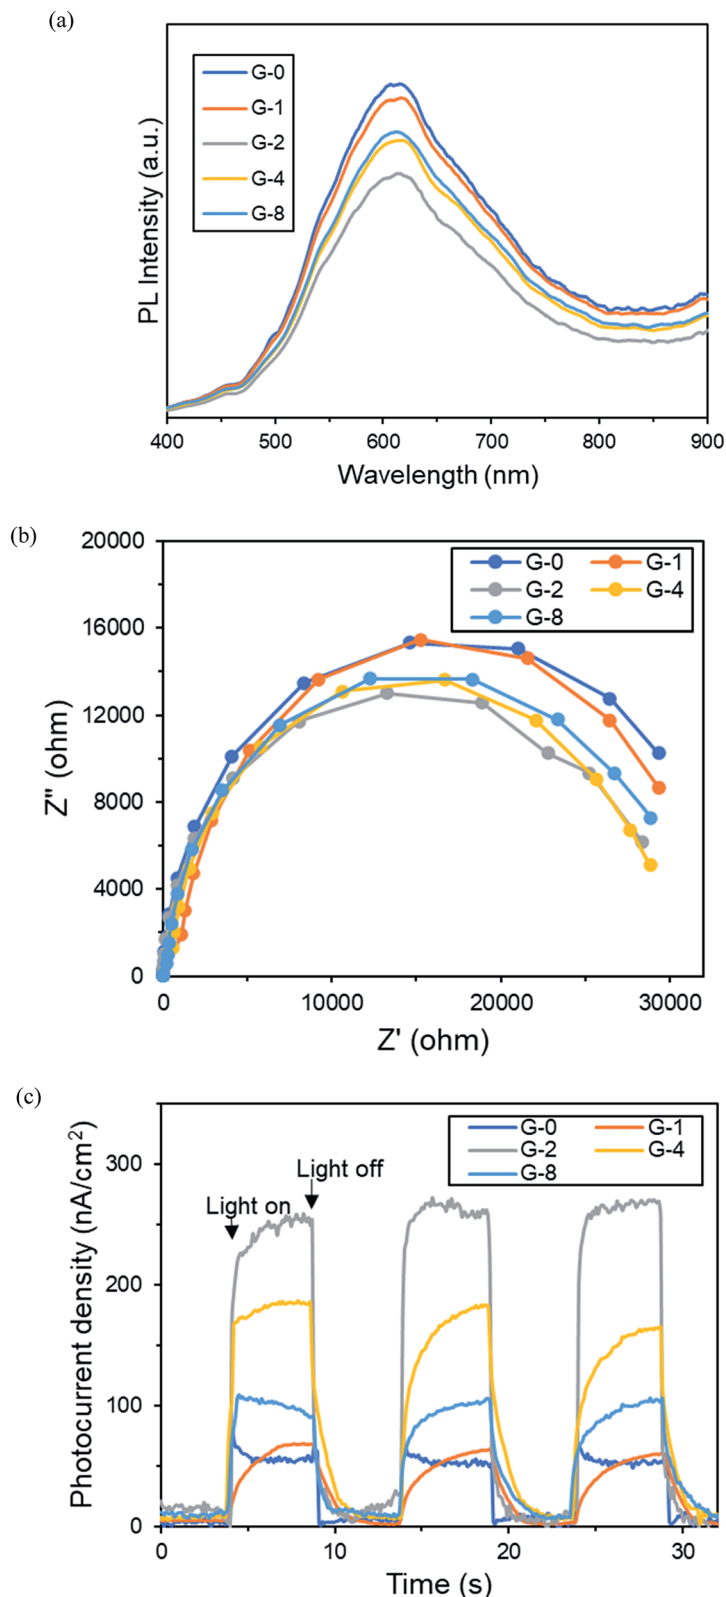 (a)
G-0
G-1
G-2
G-4
G-8
PL Intensity (a.u.)
400 500 600 700 800 900
Wavelength (nm)
(b)
20000
16000
12000
8000
4000
0
Z" (ohm)
G-0 G-1
G-2 G-4
G-8
0 10000 20000 30000
Z' (ohm)
(c)
300
200
100
0
Photocurrent density (nA/cm²)
G-0 G-1
G-2 G-4
G-8
Light off
Light on
0 10 20 30
Time (s)